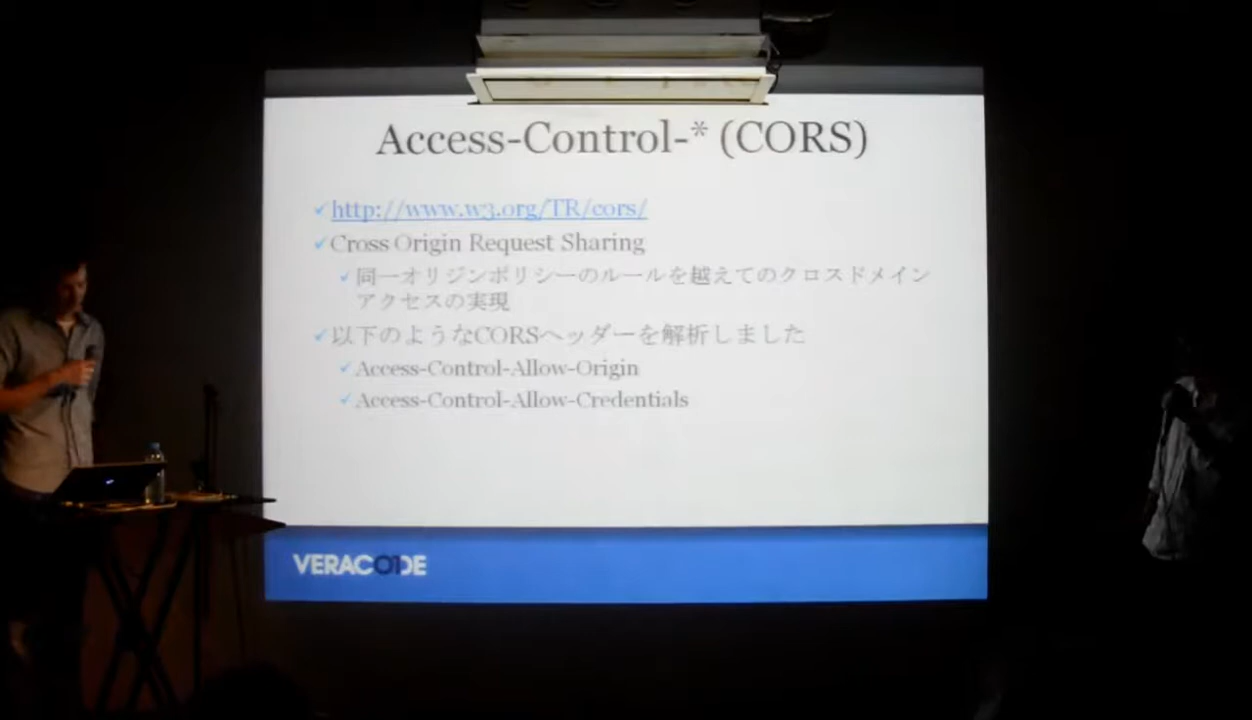 Access-Control-* (CORS)
http://www.w3.org/TR/cors/
Cross Origin Request Sharing
同一オリジンポリシーのルールを越えてのクロスドメイン
アクセスの実現
以下のようなCORSヘッダーを解析しました
Access-Control-Allow-Origin
Access-Control-Allow-Credentials
VERACODE